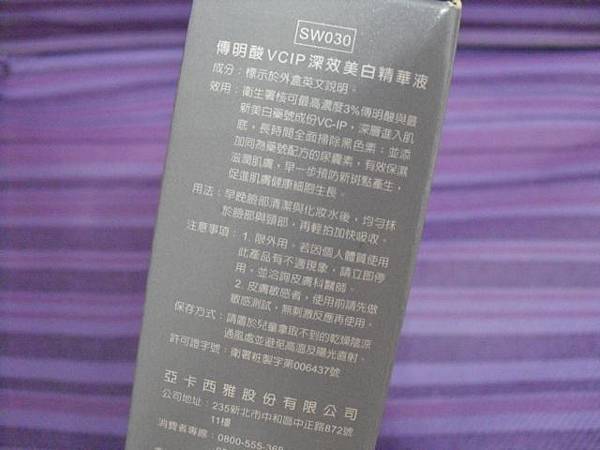 SW030
傳明酸VCIP深效美白精華液
成分：標示於外盒英文說明。
效用：衛生署核可最高濃度3%傳明酸與最
新美白藥號成份VC-IP，深層進入肌
底，長時間全面掃除黑色素；並添
加同為藥號配方的尿囊素，有效保濕
滋潤肌膚，早一步預防新斑點產生，
促進肌膚健康細胞生長。
用法：早晚臉部清潔與化妝水後，均勻抹
於臉部與頸部，再輕拍加快吸收。
注意事項：1. 限外用。若因個人體質使用
此產品有不適現象，請立即停
用，並洽詢皮膚科醫師。
2. 皮膚敏感者，使用前請先做
敏感測試，無刺激反應再使用。
保存方式：請置於兒童拿取不到的乾燥陰涼
通風處並避免高溫及陽光直射。
許可證字號：衛署粧製字第006437號
亞卡西雅股份有限公司
公司地址：235新北市中和區中正路872號
11樓
消費者專線：0800-555-368